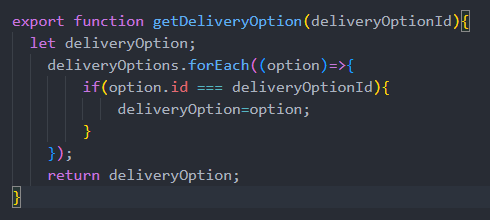 export function getDeliveryOption(deliveryOptionId){
  let deliveryOption;
    deliveryOptions.forEach((option)=>{
        if(option.id === deliveryOptionId){
            deliveryOption=option;
        }
    });
    return deliveryOption;
}